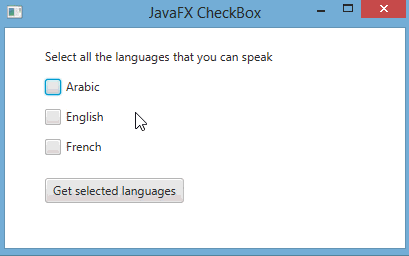 JavaFX CheckBox
Select all the languages that you can speak
Arabic
English
French
Get selected languages